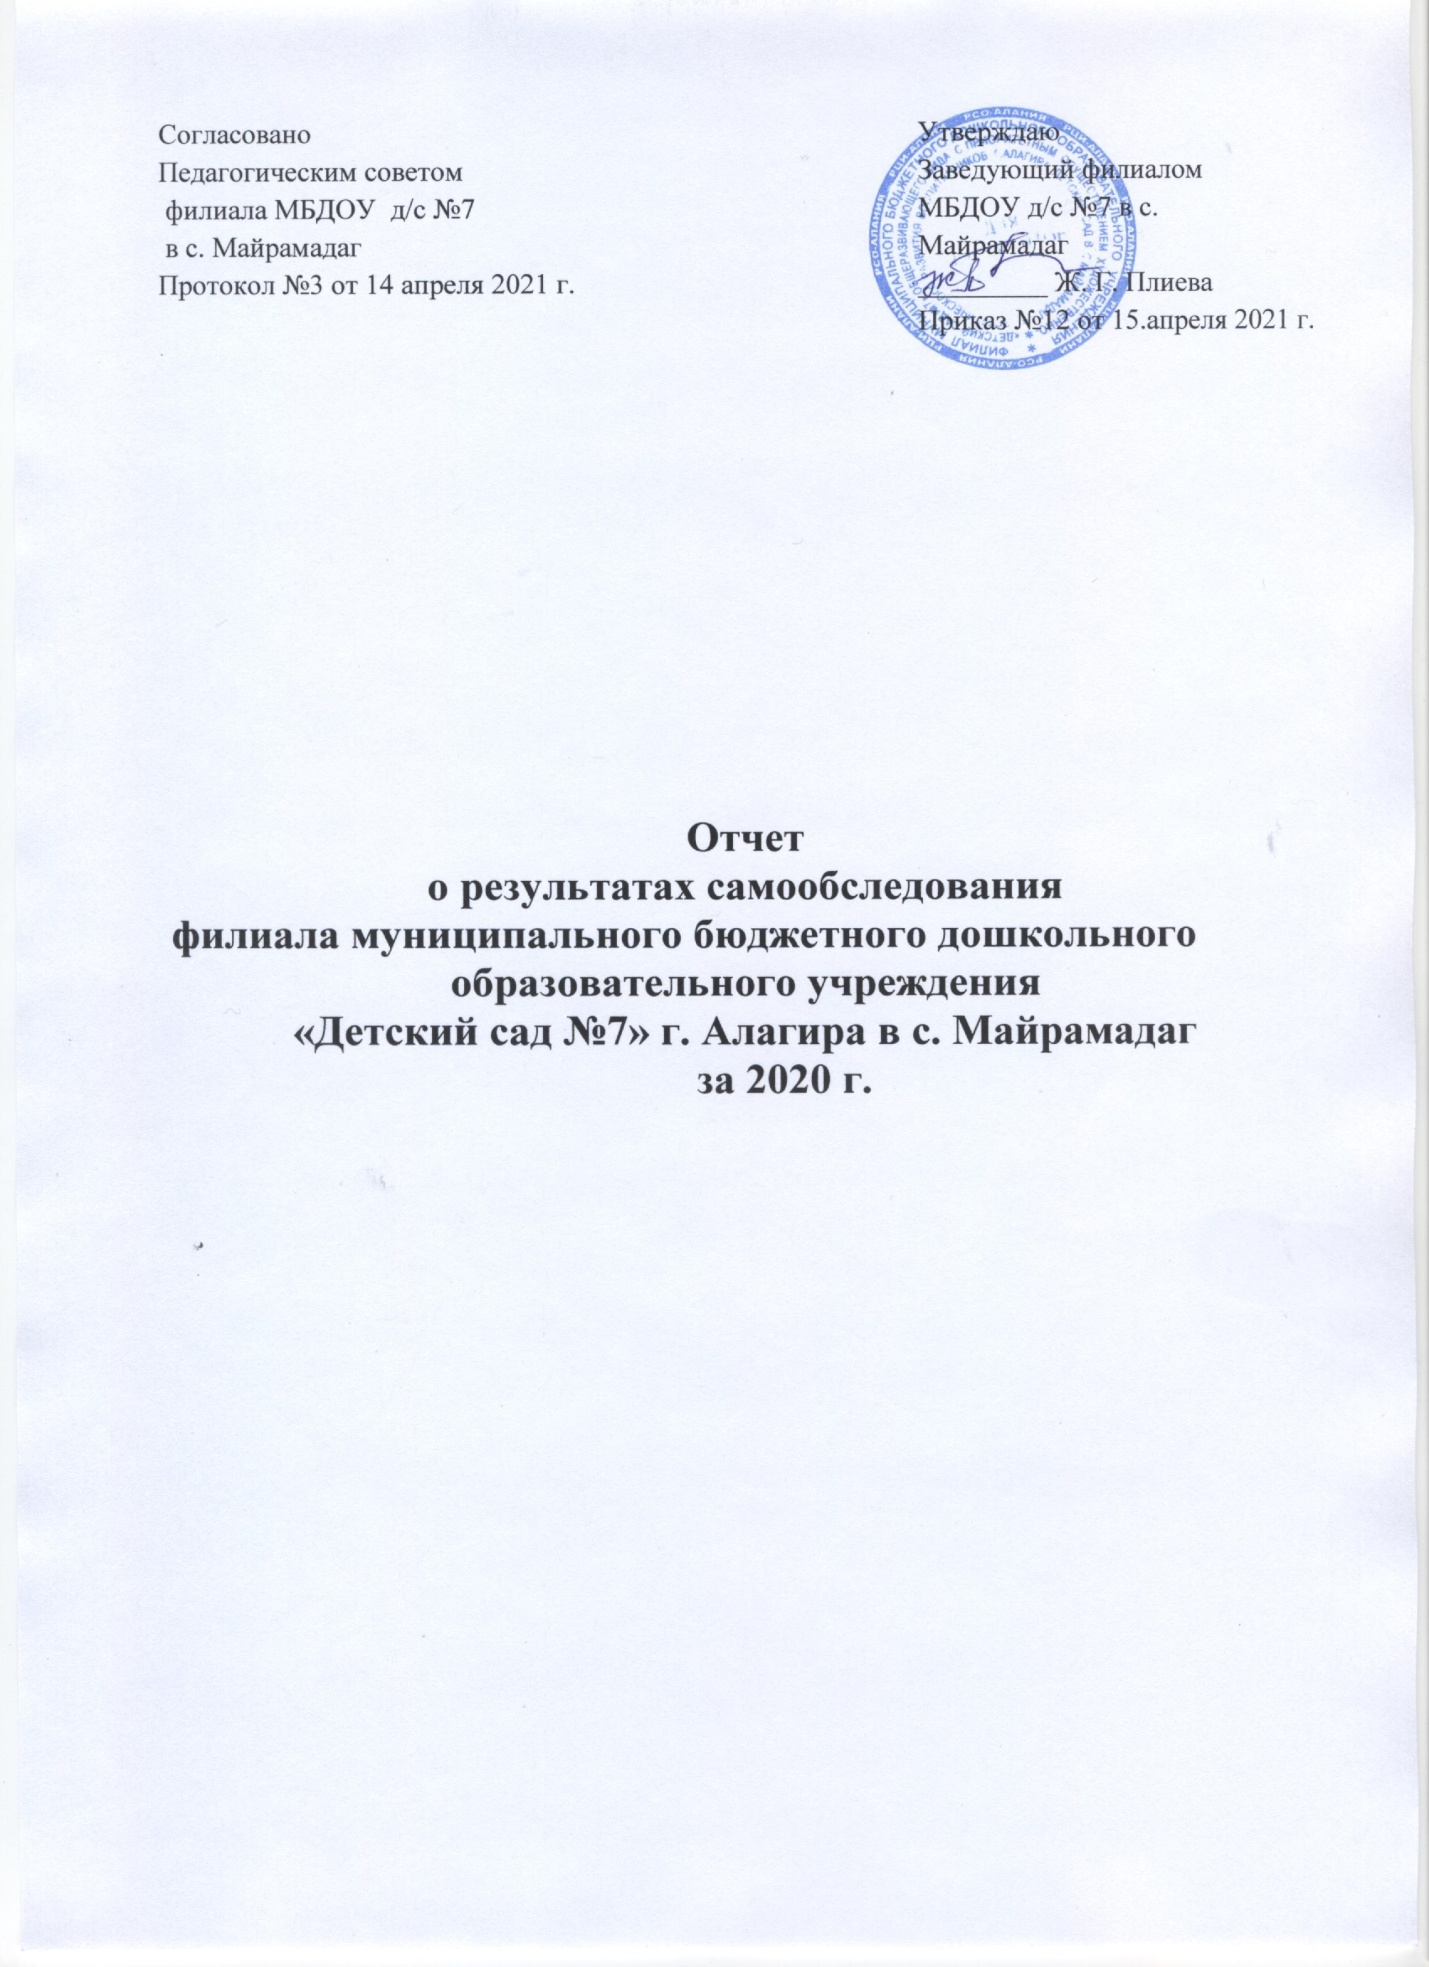 Согласовано
Педагогическим советом
филиала МБДОУ д/с №7
в с. Майрамадаг
Протокол №3 от 14 апреля 2021 г.
Утверждаю
Заведующий филиалом
МБДОУ д/с №7 в с.
Майрамадаг
Ж. Г. Плиева
Приказ №12 от 15.апреля 2021 г.
Отчет
о результатах самообследования
филиала муниципального бюджетного дошкольного
образовательного учреждения
«Детский сад №7» г. Алагира в с. Майрамадаг
за 2020 г.